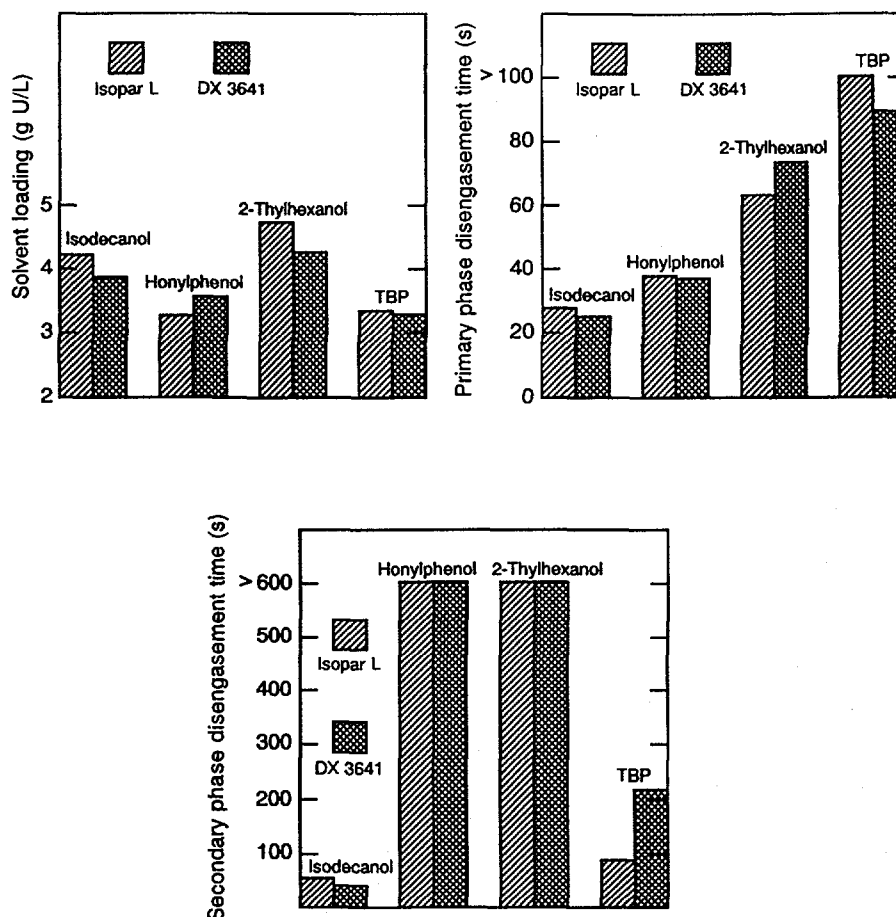 Solvent loading (g U/L)
5
4
3
2
Isopar L
DX 3641
Isodecanol
Honylphenol
2-Thylhexanol
TBP
Primary phase disengasement time (s)
> 100
80
60
40
20
0
Isopar L
DX 3641
Isodecanol
Honylphenol
2-Thylhexanol
TBP
Secondary phase disengasement time (s)
> 600
500
400
300
200
100
Isopar L
DX 3641
Isodecanol
Honylphenol
2-Thylhexanol
TBP